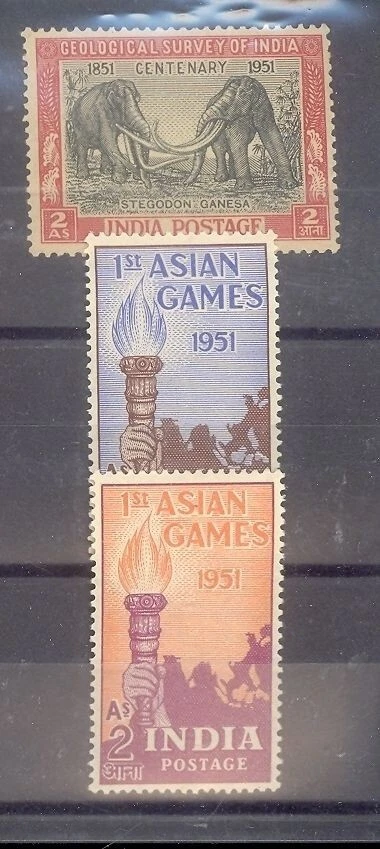 GEOLOGICAL SURVEY OF INDIA
1851 CENTENARY 1951
STEGODON GANESA
2 INDIA POSTAGE 2
AS आना
1st ASIAN
GAMES
1951
AS
1st ASIAN
GAMES
1951
AS
2 INDIA
आना POSTAGE